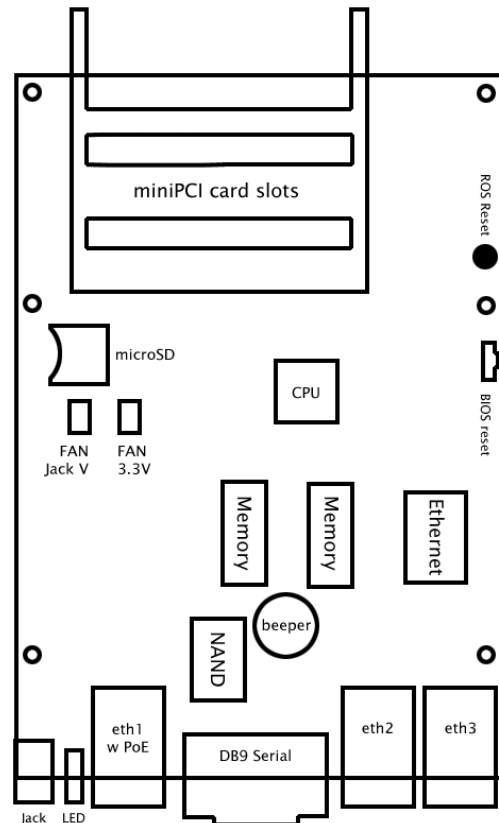 miniPCI card slots
ROS Reset
microSD
CPU
BIOS reset
FAN
Jack V
FAN
3.3V
Memory
Memory
Ethernet
beeper
NAND
eth1
w PoE
DB9 Serial
eth2
eth3
Jack
LED